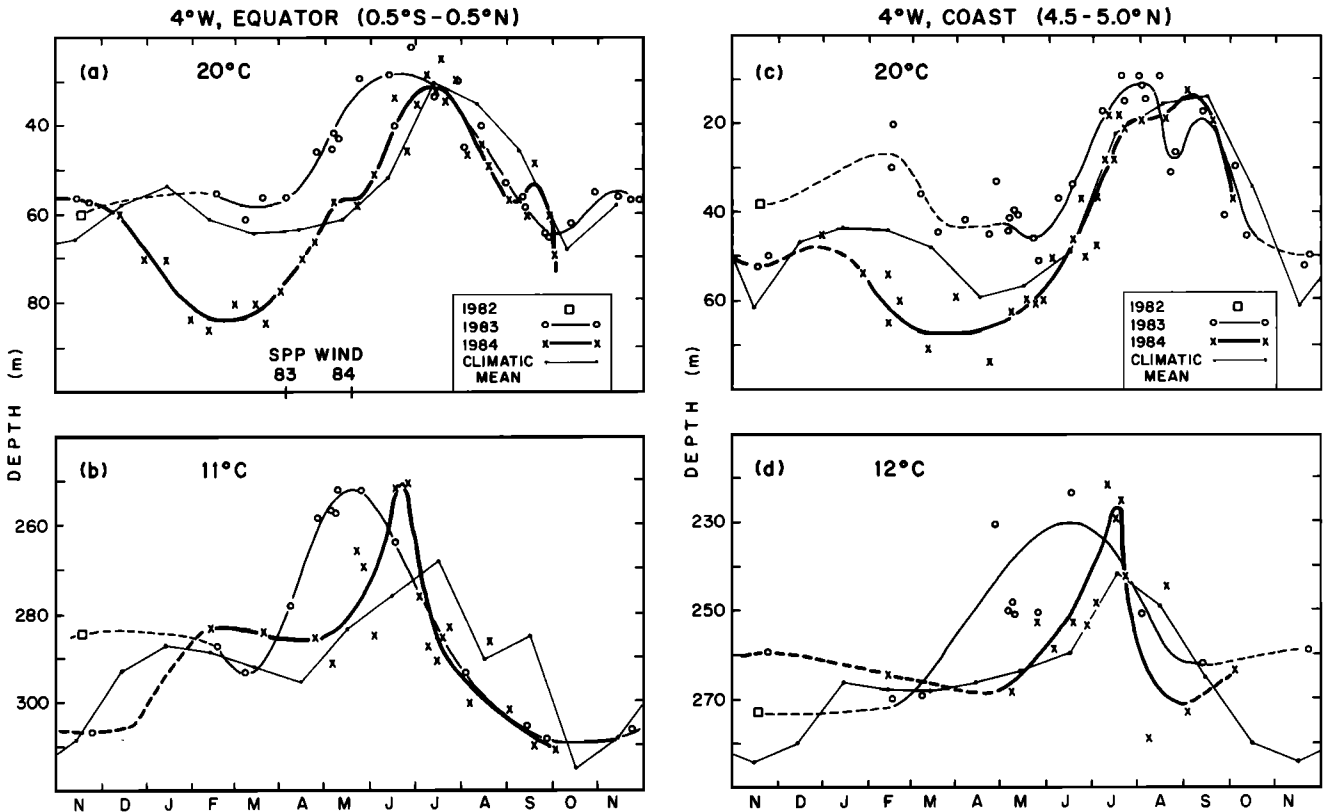 4°W, EQUATOR (0.5°S-0.5°N)
(a) 20°C
40
60
80
1982
1983
1984
CLIMATIC
MEAN
SPP WIND
83 84
DEPTH (m)
(b) 11°C
260
280
300
N D J F M A M J J A S O N
4°W, COAST (4.5-5.0°N)
(c) 20°C
20
40
60
1982
1983
1984
CLIMATIC
MEAN
DEPTH (m)
(d) 12°C
230
250
270
N D J F M A M J J A S O N